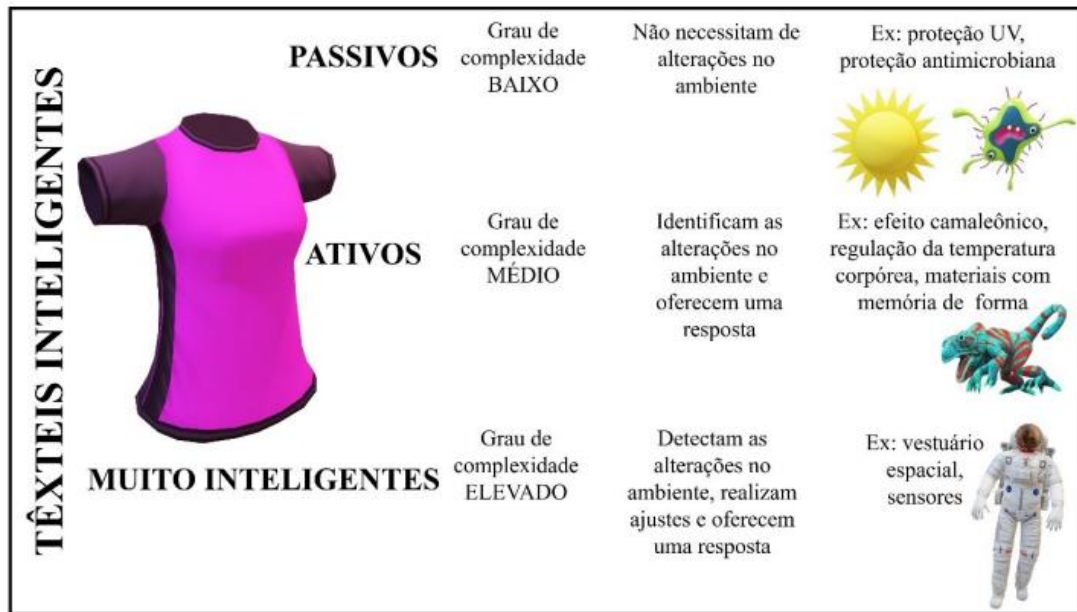 TÊXTEIS INTELIGENTES
PASSIVOS
Grau de
complexidade
BAIXO
Não necessitam de
alterações no
ambiente
Ex: proteção UV,
proteção antimicrobiana
ATIVOS
Grau de
complexidade
MÉDIO
Identificam as
alterações no
ambiente e
oferecem uma
resposta
Ex: efeito camaleônico,
regulação da temperatura
corpórea, materiais com
memória de forma
MUITO INTELIGENTES
Grau de
complexidade
ELEVADO
Detectam as
alterações no
ambiente, realizam
ajustes e oferecem
uma resposta
Ex: vestuário
espacial,
sensores